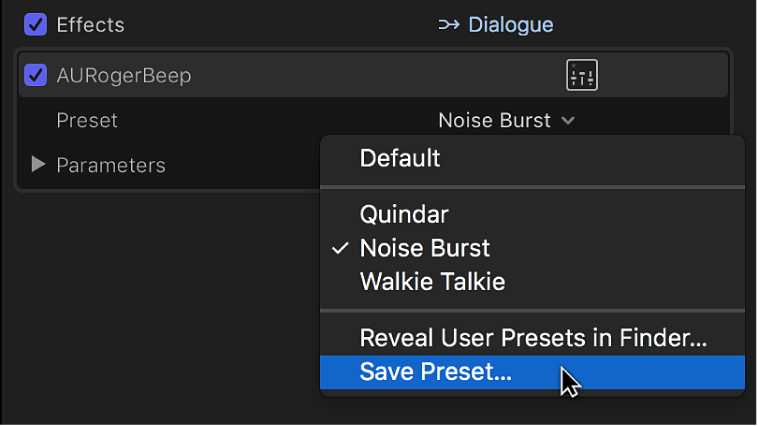 Effects Dialogue
AURogerBeep
Preset Noise Burst
Parameters
Default
Quindar
Noise Burst
Walkie Talkie
Reveal User Presets in Finder...
Save Preset...